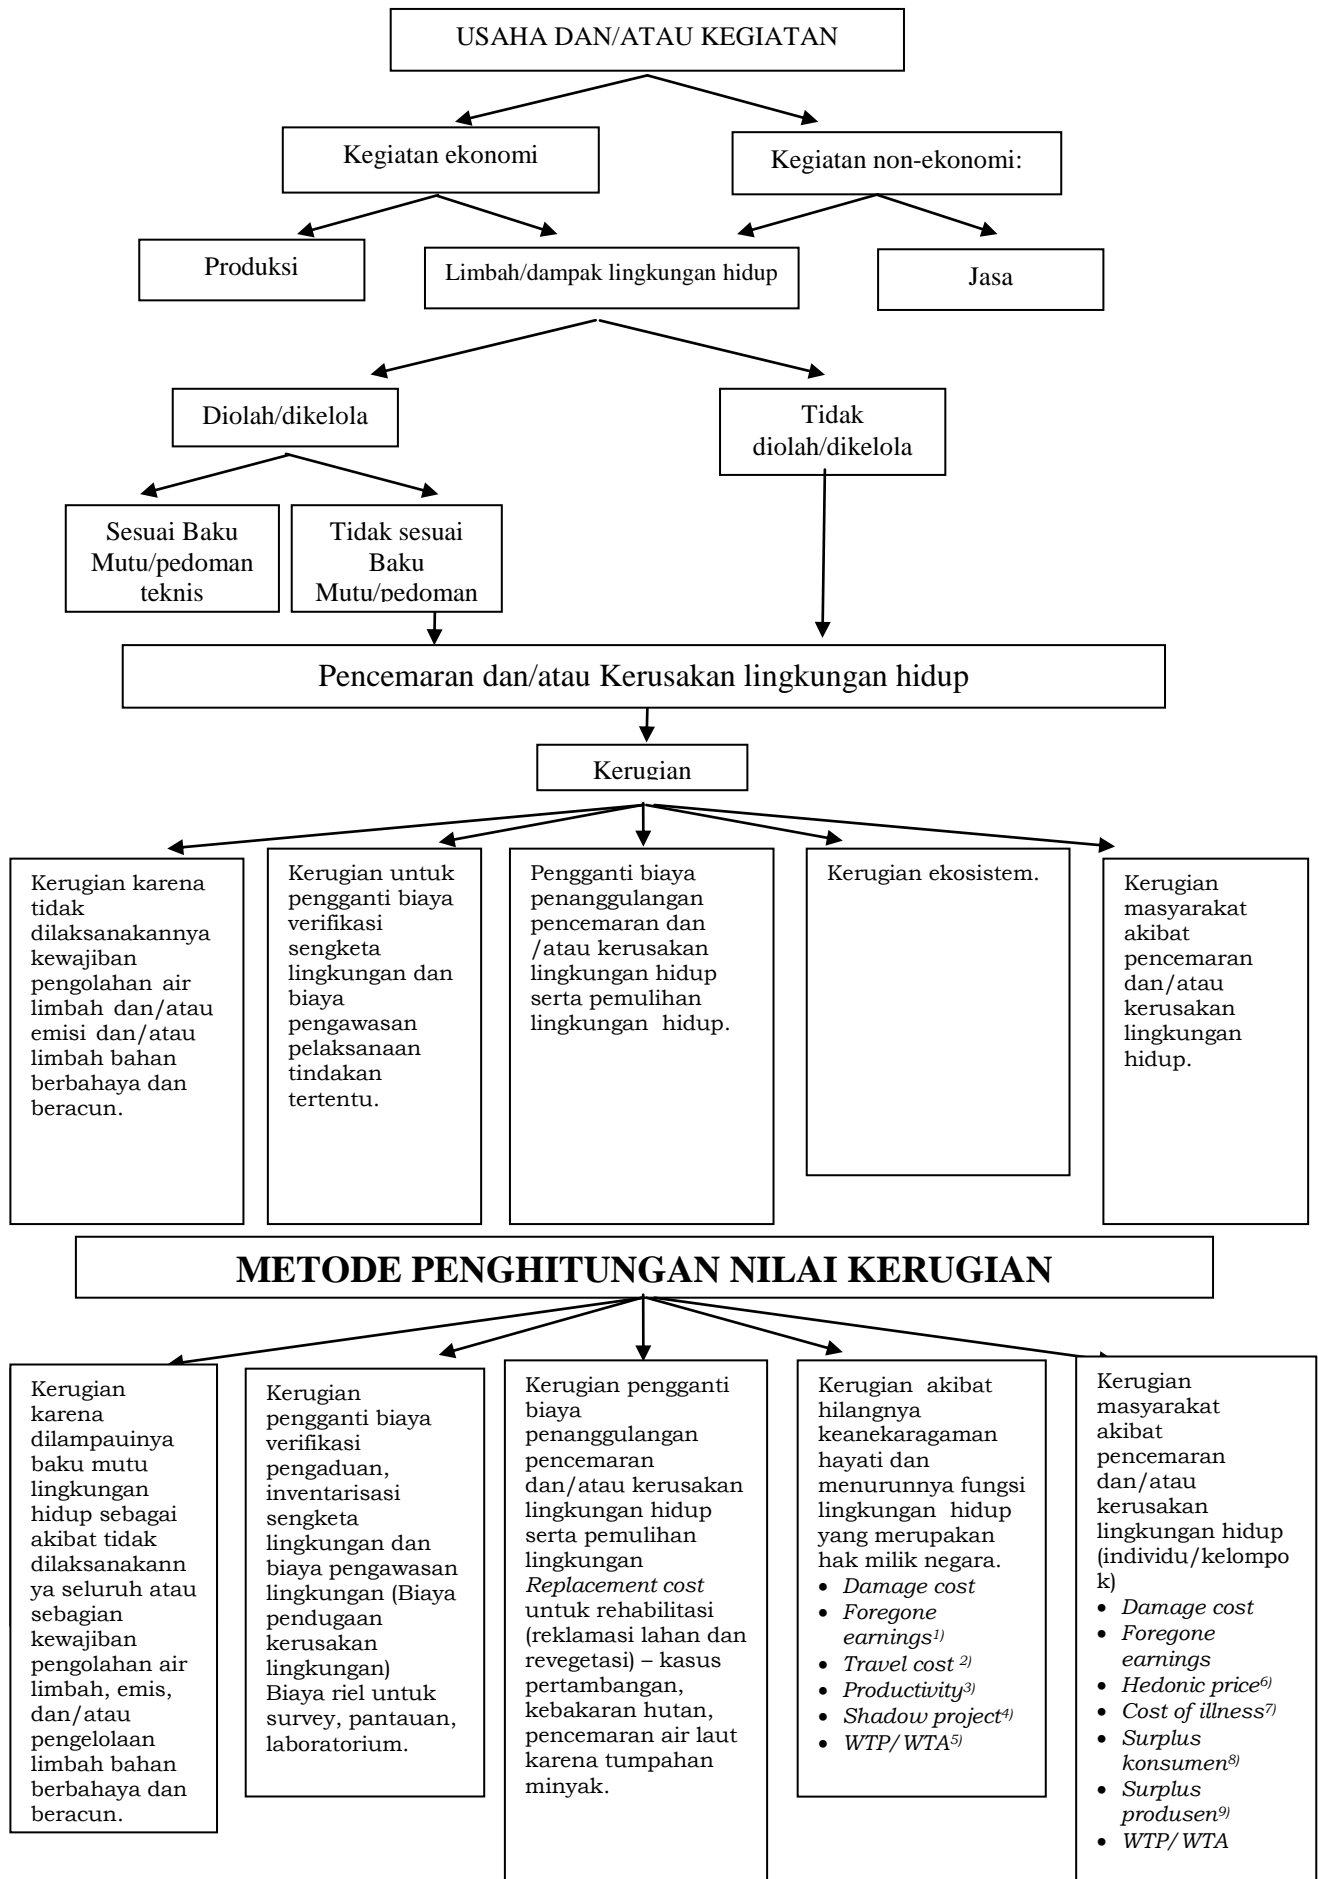 USAHA DAN/ATAU KEGIATAN
Kegiatan ekonomi
Kegiatan non-ekonomi:
Produksi
Limbah/dampak lingkungan hidup
Jasa
Diolah/dikelola
Tidak
diolah/dikelola
Sesuai Baku
Mutu/pedoman
teknis
Tidak sesuai
Baku
Mutu/pedoman
Pencemaran dan/atau Kerusakan lingkungan hidup
Kerugian
Kerugian karena
tidak
dilaksanakannya
kewajiban
pengolahan air
limbah dan/atau
emisi dan/atau
limbah bahan
berbahaya dan
beracun.
Kerugian untuk
pengganti biaya
verifikasi
sengketa
lingkungan dan
biaya
pengawasan
pelaksanaan
tindakan
tertentu.
Pengganti biaya
penanggulangan
pencemaran dan
/atau kerusakan
lingkungan hidup
serta pemulihan
lingkungan hidup.
Kerugian ekosistem.
Kerugian
masyarakat
akibat
pencemaran
dan/atau
kerusakan
lingkungan
hidup.
METODE PENGHITUNGAN NILAI KERUGIAN
Kerugian
karena
dilampauinya
baku mutu
lingkungan
hidup sebagai
akibat tidak
dilaksanakann
ya seluruh atau
sebagian
kewajiban
pengolahan air
limbah, emis,
dan/atau
pengelolaan
limbah bahan
berbahaya dan
beracun.
Kerugian
pengganti biaya
verifikasi
pengaduan,
inventarisasi
sengketa
lingkungan dan
biaya pengawasan
lingkungan (Biaya
pendugaan
kerusakan
lingkungan)
Biaya riel untuk
survey, pantauan,
laboratorium.
Kerugian pengganti
biaya
penanggulangan
pencemaran
dan/atau kerusakan
lingkungan hidup
serta pemulihan
lingkungan
Replacement cost
untuk rehabilitasi
(reklamasi lahan dan
revegetasi) – kasus
pertambangan,
kebakaran hutan,
pencemaran air laut
karena tumpahan
minyak.
Kerugian akibat
hilangnya
keanekaragaman
hayati dan
menurunnya fungsi
lingkungan hidup
yang merupakan
hak milik negara.
• Damage cost
• Foregone
earnings1)
• Travel cost 2)
• Productivity3)
• Shadow project4)
• WTP/WTA5)
Kerugian
masyarakat
akibat
pencemaran
dan/atau
kerusakan
lingkungan hidup
(individu/kelompo
k)
• Damage cost
• Foregone
earnings
• Hedonic price6)
• Cost of illness7)
• Surplus
konsumen8)
• Surplus
produsen9)
• WTP/WTA